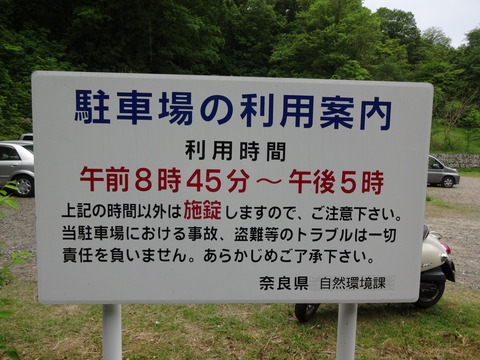 駐車場の利用案内
利用時間
午前8時45分～午後5時
上記の時間以外は施錠しますので、ご注意下さい。
当駐車場における事故、盗難等のトラブルは一切
責任を負いません。あらかじめご了承下さい。
奈良県 自然環境課